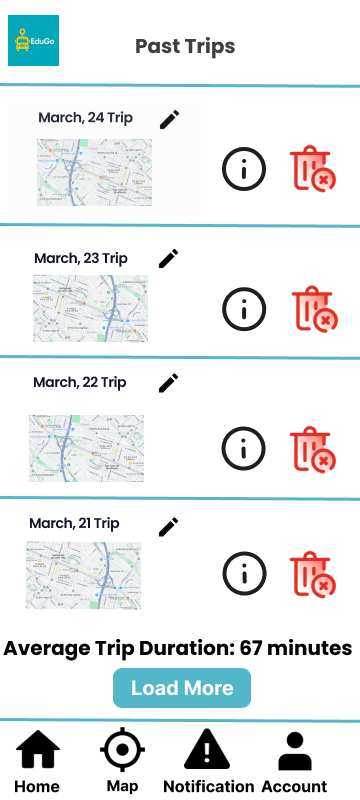 EduGo
Past Trips
March, 24 Trip
March, 23 Trip
March, 22 Trip
March, 21 Trip
Average Trip Duration: 67 minutes
Load More
Home
Map
Notification
Account